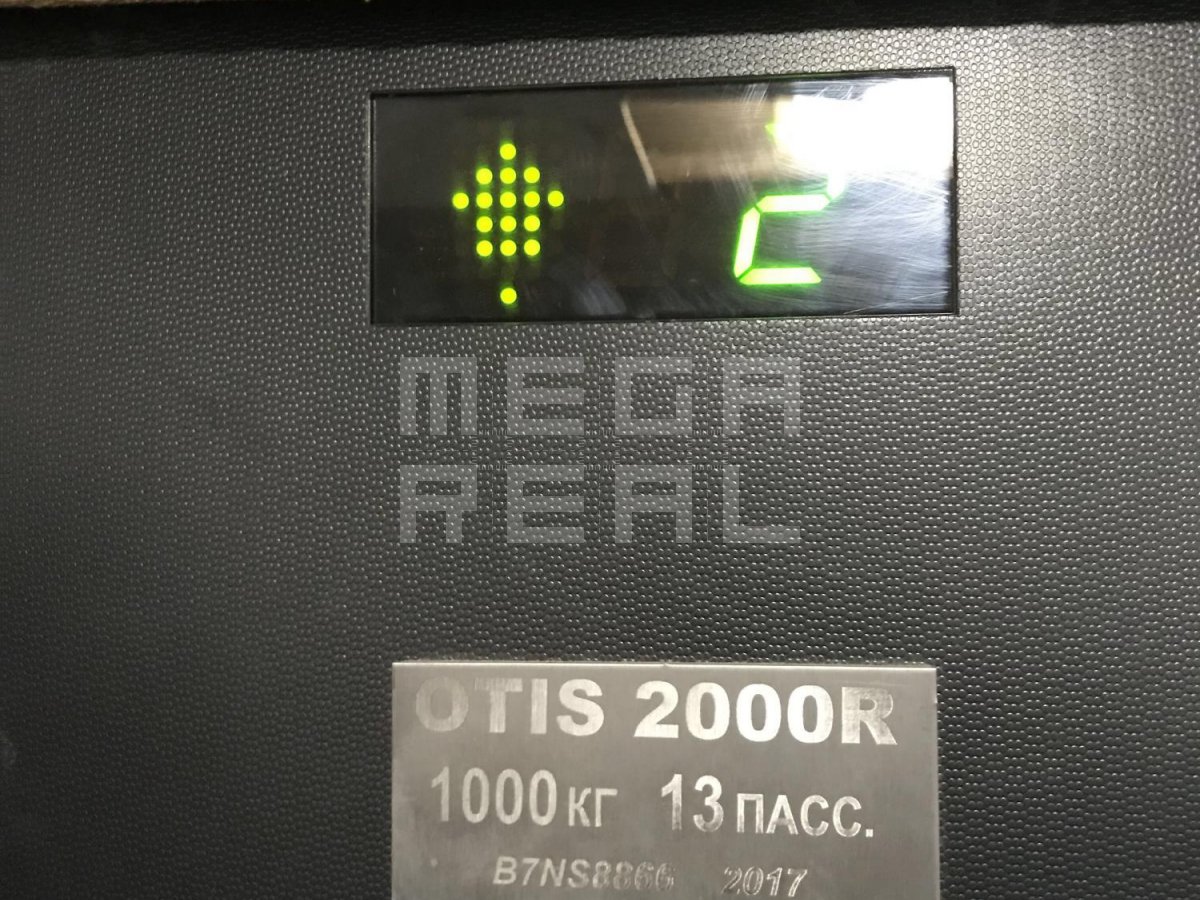 2
MEGA
REAL
OTIS 2000R
1000 КГ 13 ПАСС.
B7NS8866 2017